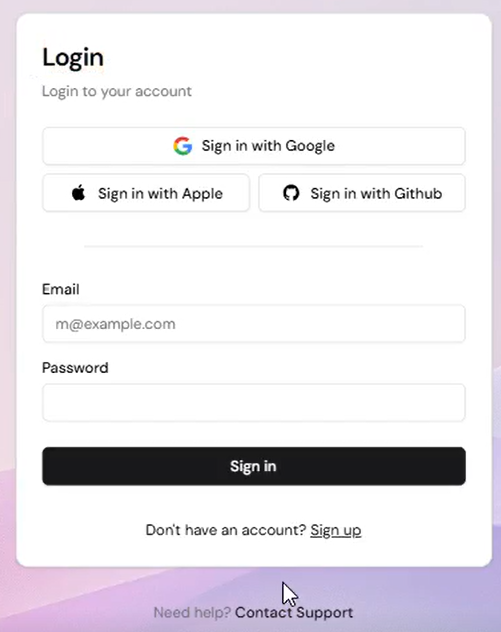 Login
Login to your account
Sign in with Google
Sign in with Apple Sign in with Github
Email
m@example.com
Password
Sign in
Don't have an account? Sign up
Need help? Contact Support